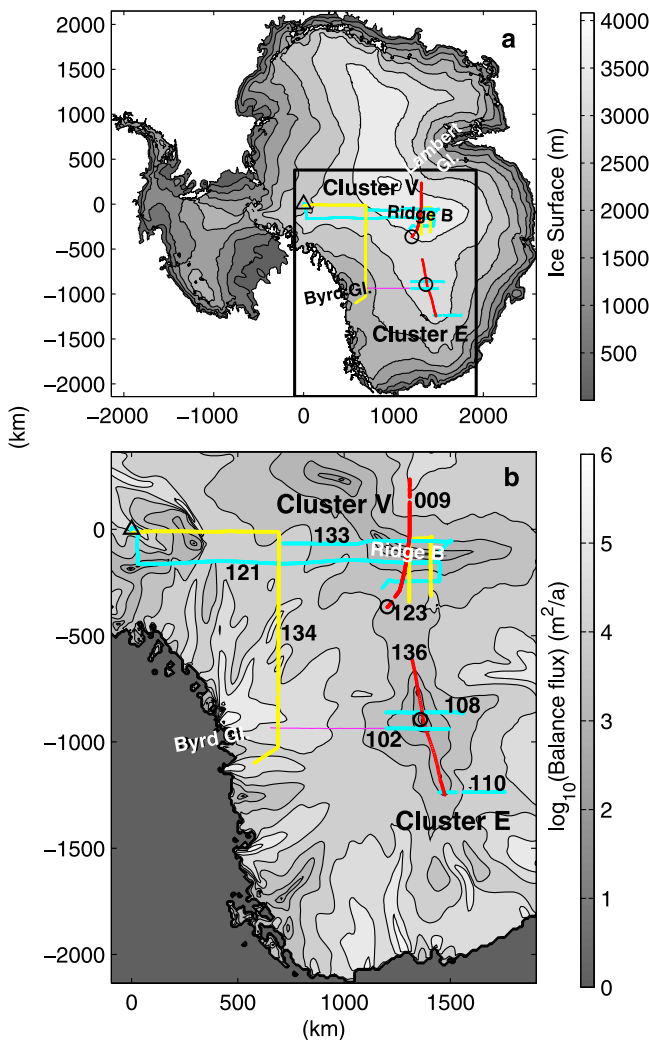 2000
1500
1000
500
0
−500
−1000
−1500
−2000
−2000
−1000
0
1000
2000
(km)
a
Lambert
Gl.
Cluster V
Ridge B
Byrd Gl.
Cluster E
4000
3500
3000
2500
2000
1500
1000
500
Ice Surface (m)
b
Cluster V
009
133
Ridge B
121
123
134
136
108
Byrd Gl.
102
110
Cluster E
0
−500
−1000
−1500
−2000
0
500
1000
1500
(km)
6
5
4
3
2
1
0
log10(Balance flux) (m²/a)